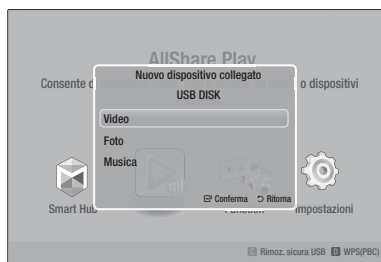 AllShare Play
Nuovo dispositivo collegato
Consente d o dispositivi
USB DISK
Video
Foto
Musica
Conferma Ritorna
Smart Hub Function Impostazioni
C Rimoz. sicura USB D WPS(PBC)